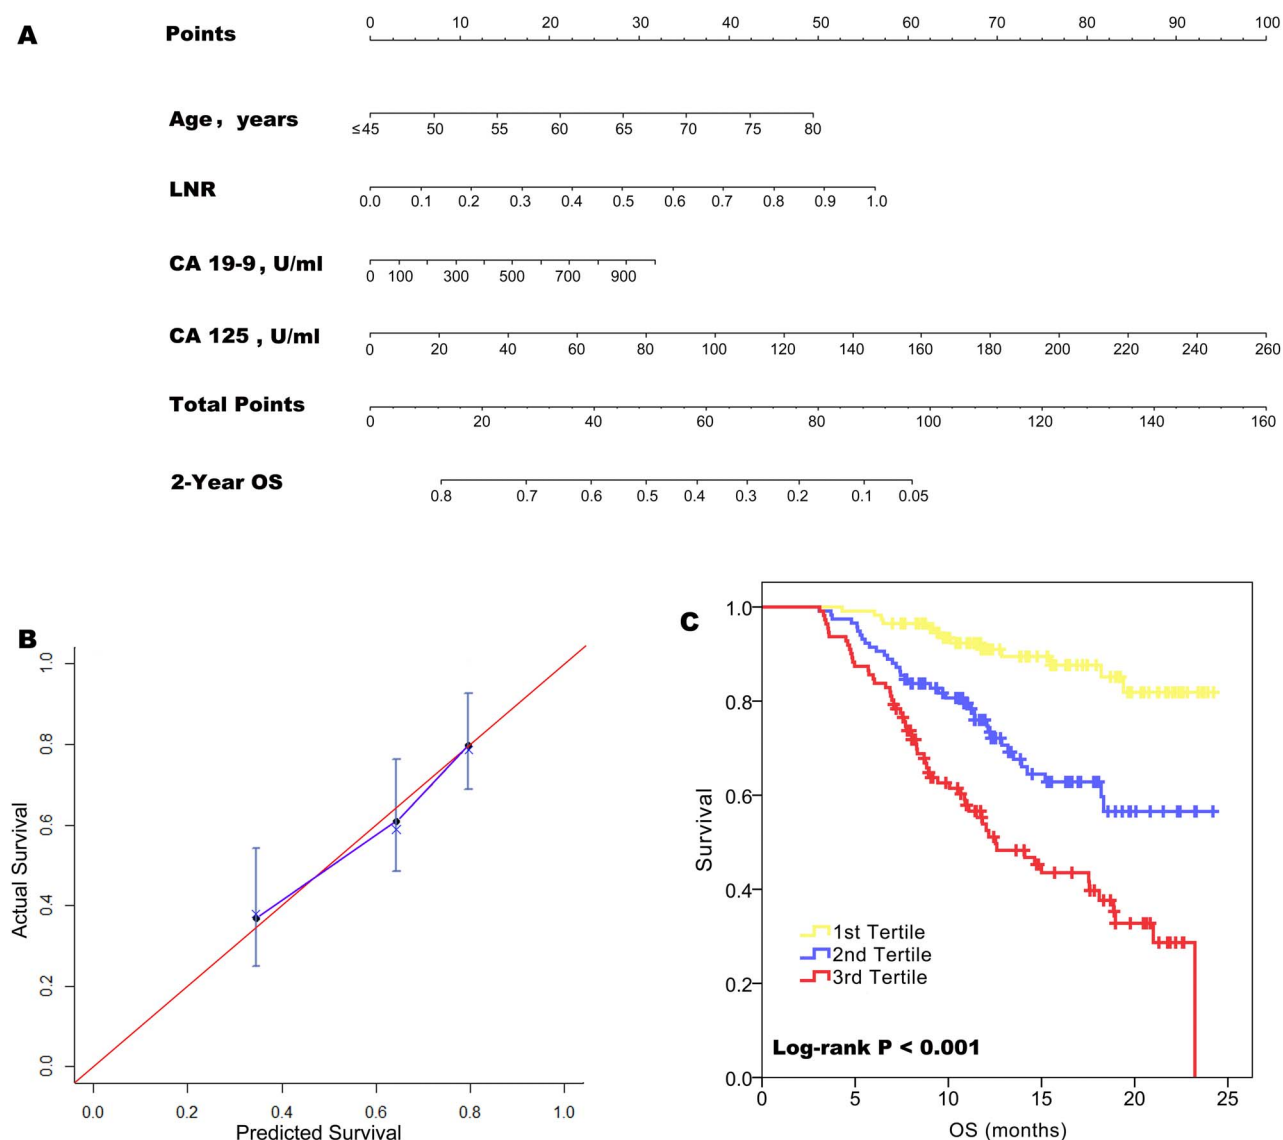 A
Points
0 10 20 30 40 50 60 70 80 90 100
Age, years
≤45 50 55 60 65 70 75 80
LNR
0.0 0.1 0.2 0.3 0.4 0.5 0.6 0.7 0.8 0.9 1.0
CA 19-9, U/ml
0 100 300 500 700 900
CA 125 , U/ml
0 20 40 60 80 100 120 140 160 180 200 220 240 260
Total Points
0 20 40 60 80 100 120 140 160
2-Year OS
0.8 0.7 0.6 0.5 0.4 0.3 0.2 0.1 0.05
B
Actual Survival
1.0
0.8
0.6
0.4
0.2
0.0
0.0 0.2 0.4 0.6 0.8 1.0
Predicted Survival
C
Survival
1.0
0.8
0.6
0.4
0.2
0.0
1st Tertile
2nd Tertile
3rd Tertile
Log-rank P < 0.001
0 5 10 15 20 25
OS (months)